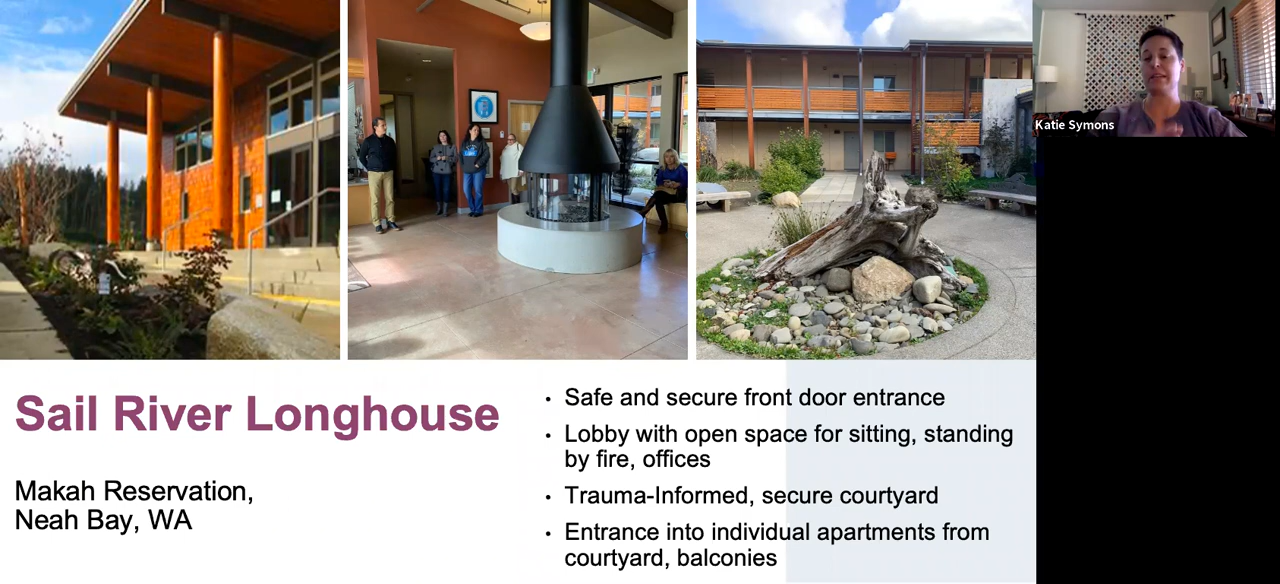 Katie Symons
Sail River Longhouse
Makah Reservation,
Neah Bay, WA
• Safe and secure front door entrance
• Lobby with open space for sitting, standing
by fire, offices
• Trauma-Informed, secure courtyard
• Entrance into individual apartments from
courtyard, balconies